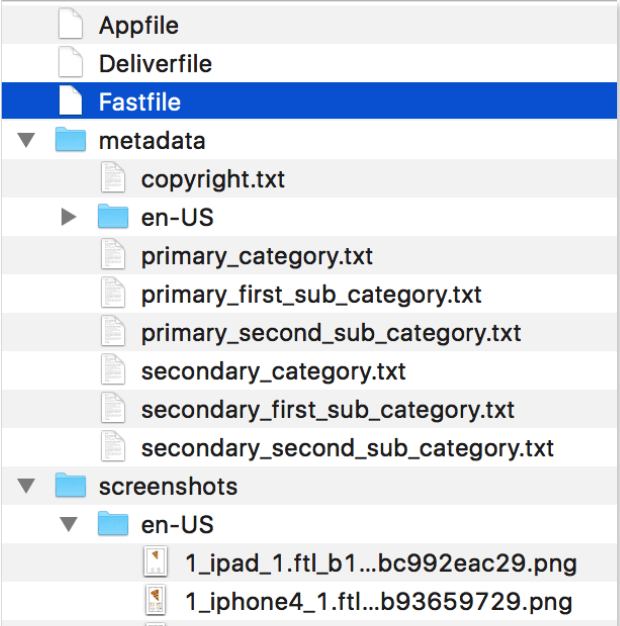 Appfile
Deliverfile
Fastfile
metadata
copyright.txt
en-US
primary_category.txt
primary_first_sub_category.txt
primary_second_sub_category.txt
secondary_category.txt
secondary_first_sub_category.txt
secondary_second_sub_category.txt
screenshots
en-US
1_ipad_1.ftl_b1...bc992eac29.png
1_iphone4_1.ftl...b93659729.png